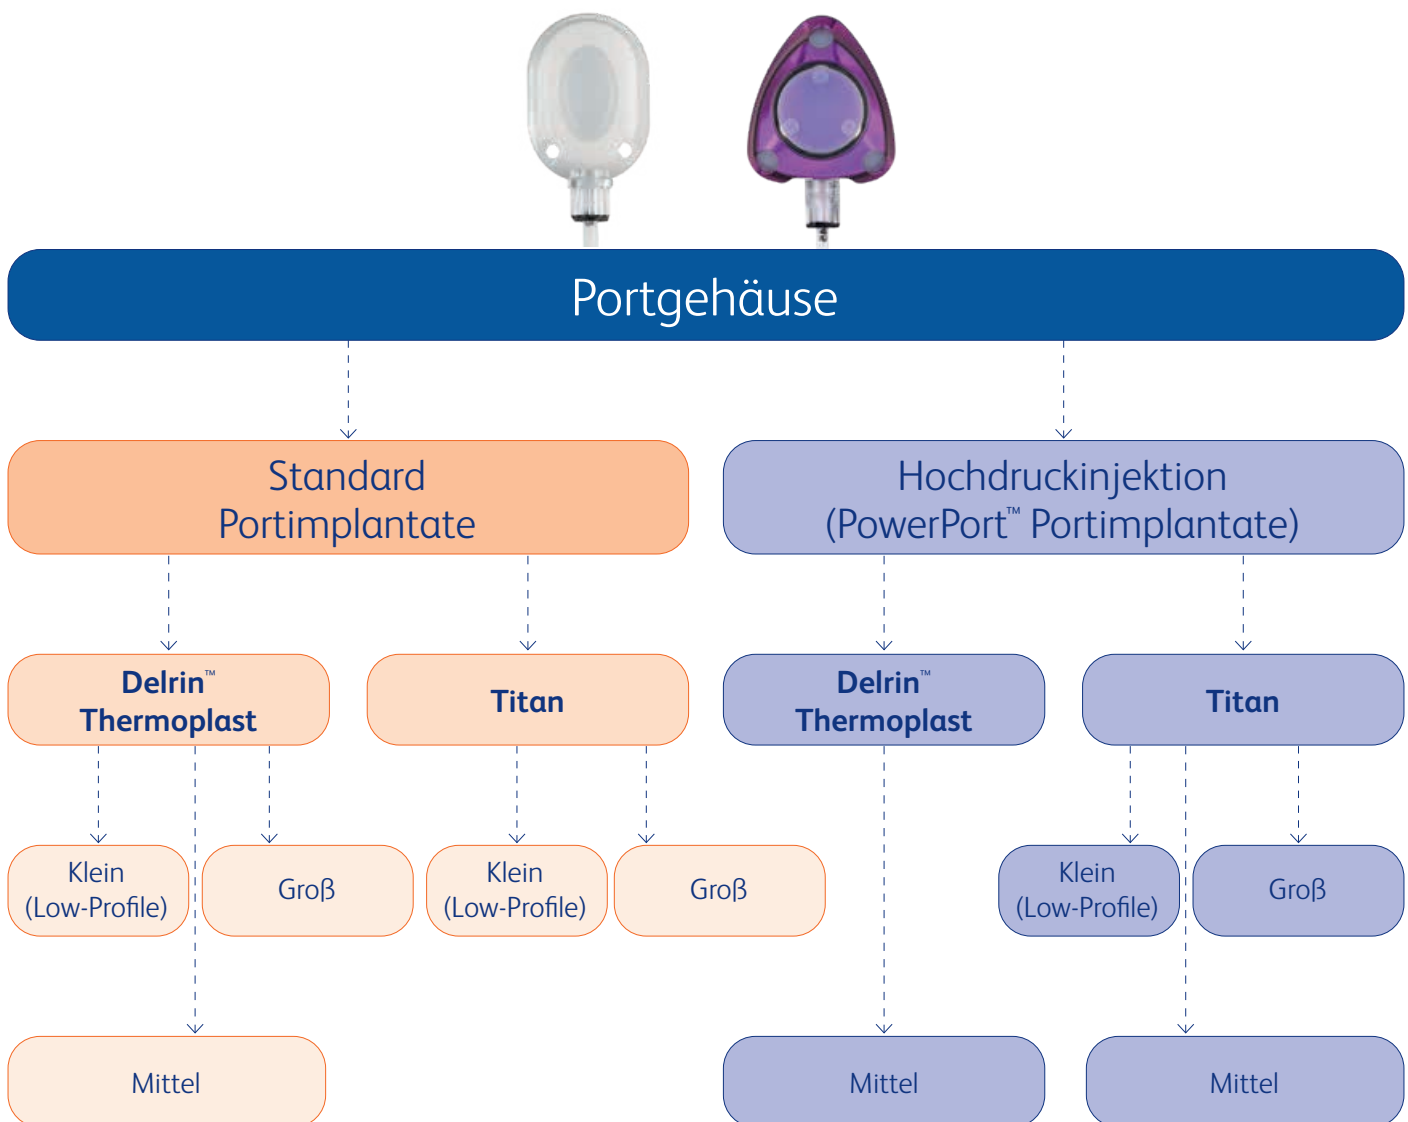 Portgehäuse
Standard
Portimplantate
Hochdruckinjektion
(PowerPort™ Portimplantate)
Delrin™
Thermoplast
Titan
Delrin™
Thermoplast
Titan
Klein
(Low-Profile)
Groß
Klein
(Low-Profile)
Groß
Klein
(Low-Profile)
Groß
Mittel
Mittel
Mittel